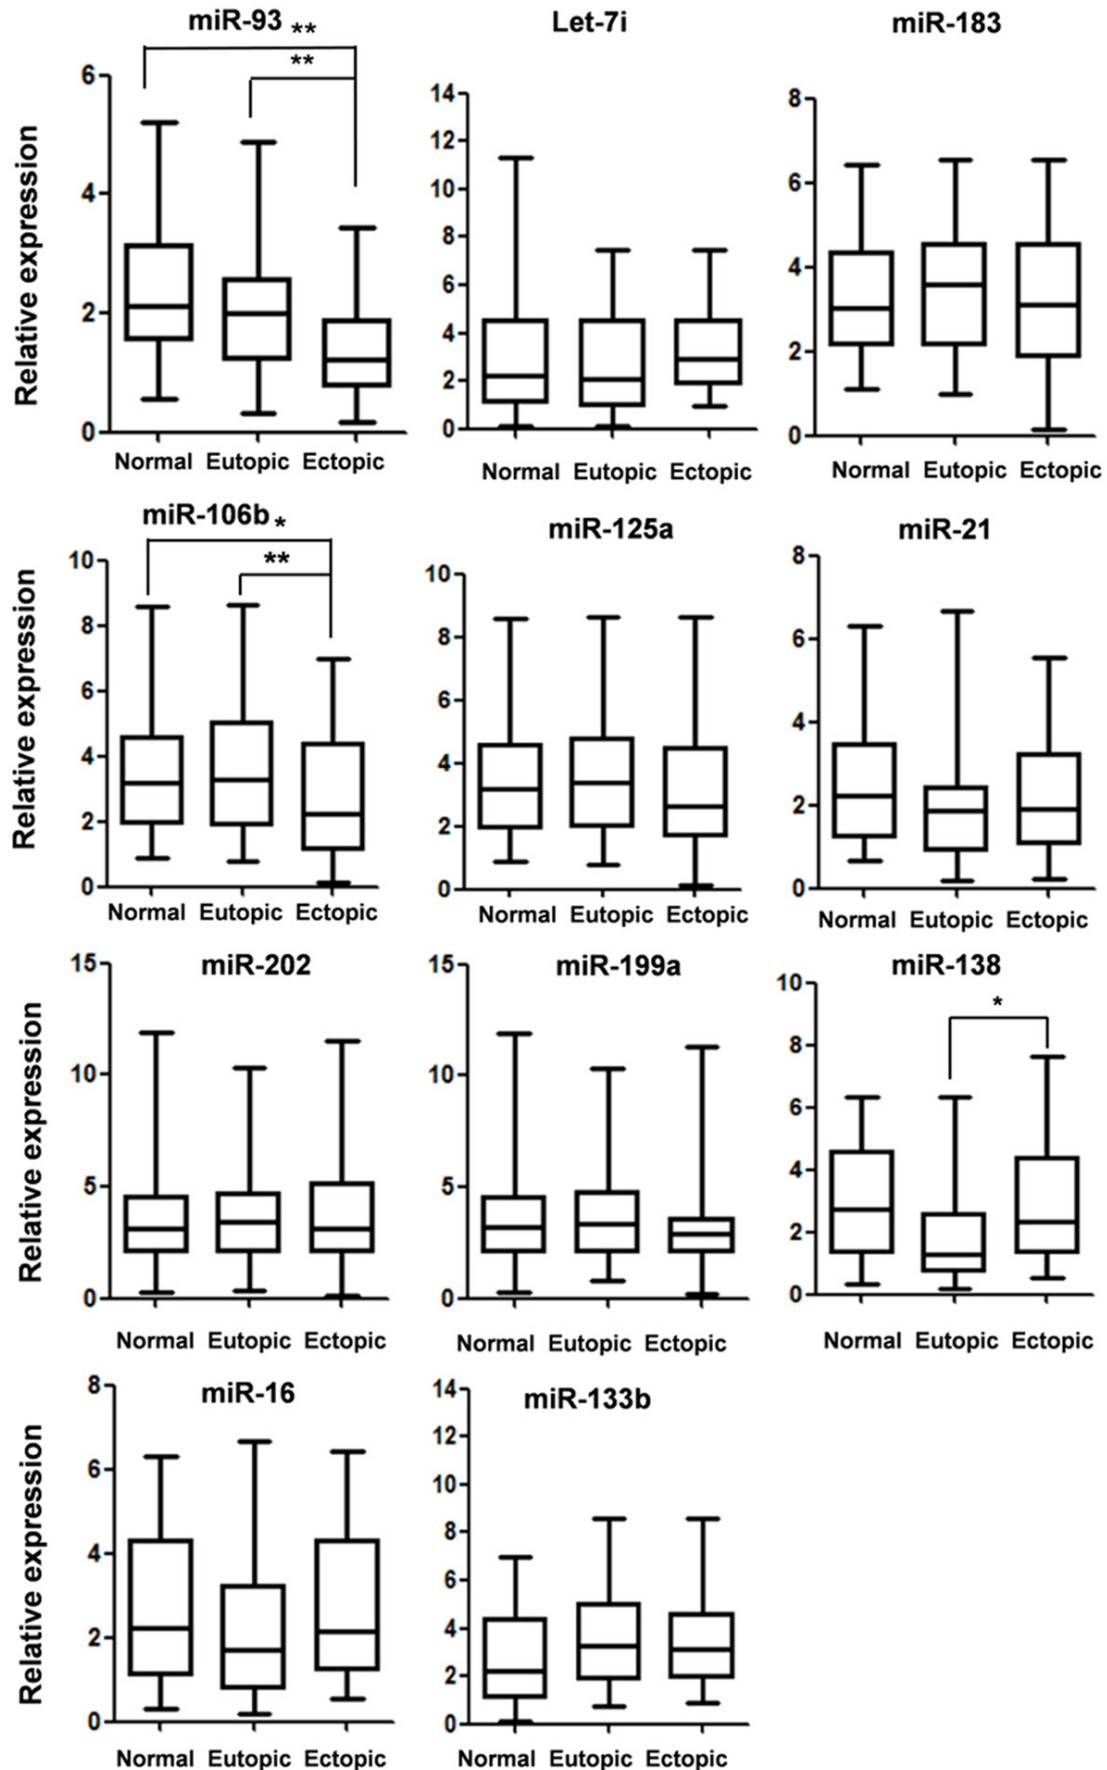 miR-93 **
**
Relative expression
6
4
2
0
Normal Eutopic Ectopic
Let-7i
14
12
10
8
6
4
2
0
Normal Eutopic Ectopic
miR-183
8
6
4
2
0
Normal Eutopic Ectopic
miR-106b *
**
Relative expression
10
8
6
4
2
0
Normal Eutopic Ectopic
miR-125a
10
8
6
4
2
0
Normal Eutopic Ectopic
miR-21
8
6
4
2
0
Normal Eutopic Ectopic
miR-202
Relative expression
15
10
5
0
Normal Eutopic Ectopic
miR-199a
15
10
5
0
Normal Eutopic Ectopic
miR-138
*
10
8
6
4
2
0
Normal Eutopic Ectopic
miR-16
Relative expression
8
6
4
2
0
Normal Eutopic Ectopic
miR-133b
14
12
10
8
6
4
2
0
Normal Eutopic Ectopic